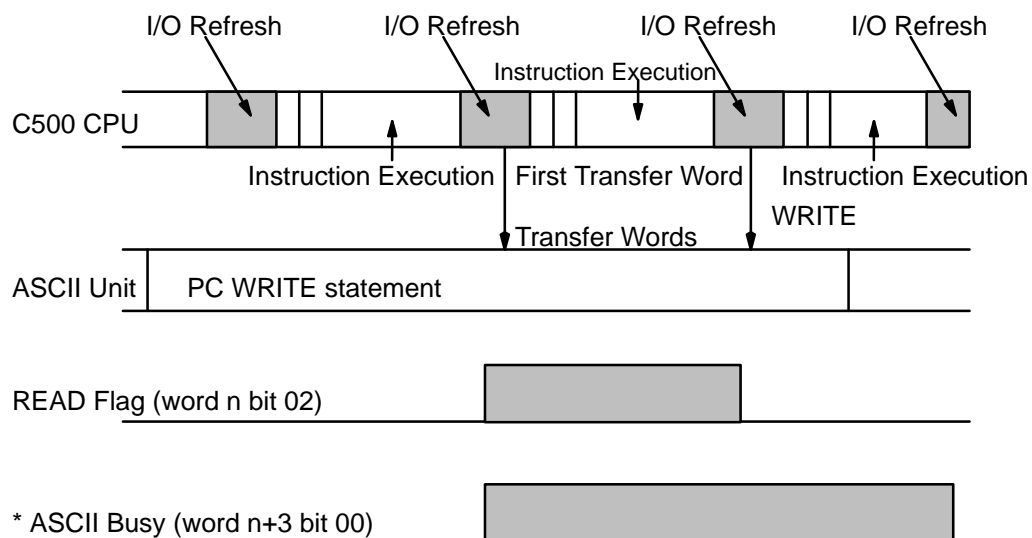 I/O Refresh I/O Refresh I/O Refresh I/O Refresh
Instruction Execution
C500 CPU
Instruction Execution First Transfer Word Instruction Execution
WRITE
Transfer Words
ASCII Unit PC WRITE statement
READ Flag (word n bit 02)
* ASCII Busy (word n+3 bit 00)